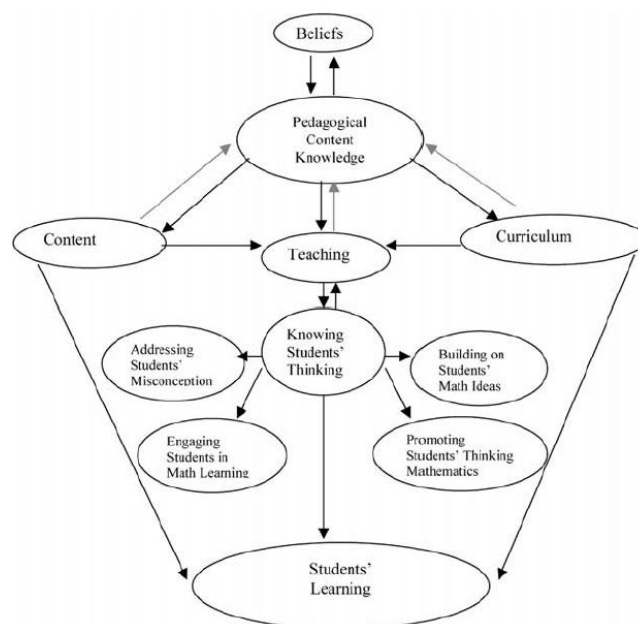 Beliefs
Pedagogical
Content
Knowledge
Content
Curriculum
Teaching
Knowing
Students'
Thinking
Addressing
Students'
Misconception
Building on
Students'
Math Ideas
Engaging
Students in
Math Learning
Promoting
Students' Thinking
Mathematics
Students'
Learning